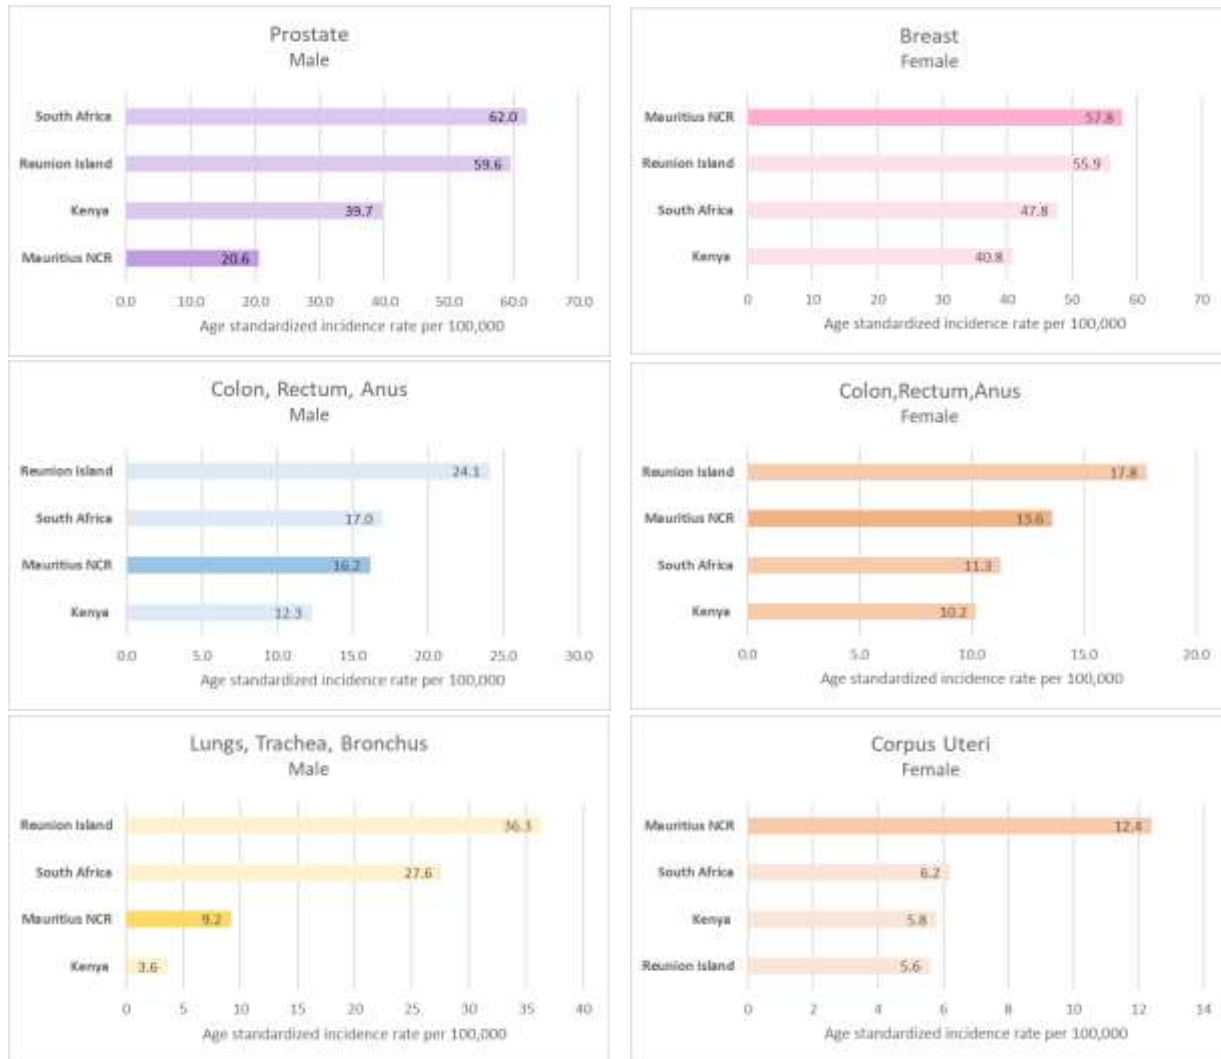 Prostate
Male
South Africa 62.0
Reunion Island 59.6
Kenya 39.7
Mauritius NCR 20.6
0.0 10.0 20.0 30.0 40.0 50.0 60.0 70.0
Age standardized incidence rate per 100,000
Breast
Female
Mauritius NCR 57.8
Reunion Island 55.9
South Africa 47.8
Kenya 40.8
0 10 20 30 40 50 60 70
Age standardized incidence rate per 100,000
Colon, Rectum, Anus
Male
Reunion Island 24.1
South Africa 17.0
Mauritius NCR 16.2
Kenya 12.3
0.0 5.0 10.0 15.0 20.0 25.0 30.0
Age standardized incidence rate per 100,000
Colon,Rectum,Anus
Female
Reunion Island 17.8
Mauritius NCR 13.6
South Africa 11.3
Kenya 10.2
0.0 5.0 10.0 15.0 20.0
Age standardized incidence rate per 100,000
Lungs, Trachea, Bronchus
Male
Reunion Island 36.3
South Africa 27.6
Mauritius NCR 9.2
Kenya 3.6
0 5 10 15 20 25 30 35 40
Age standardized incidence rate per 100,000
Corpus Uteri
Female
Mauritius NCR 12.4
South Africa 6.2
Kenya 5.8
Reunion Island 5.6
0 2 4 6 8 10 12 14
Age standardized incidence rate per 100,000